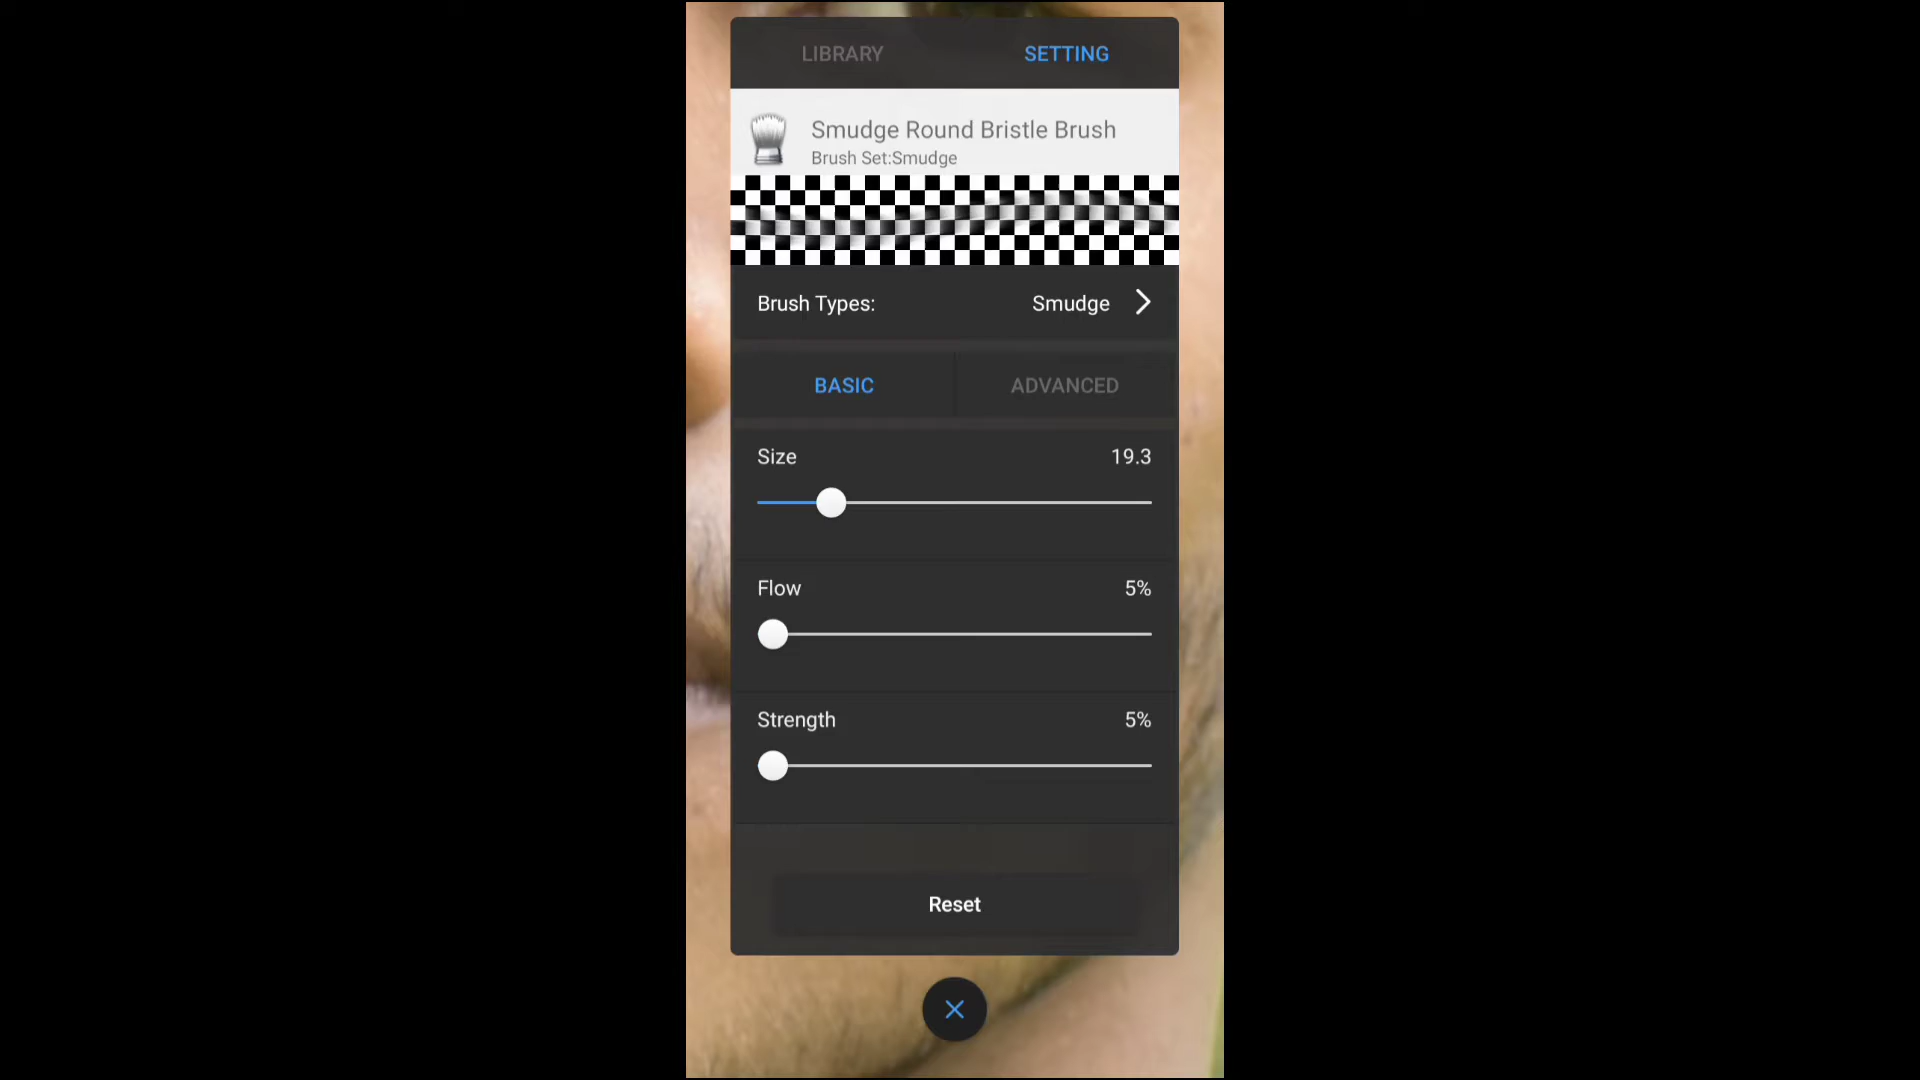 LIBRARY SETTING
Smudge Round Bristle Brush
Brush Set:Smudge
Brush Types: Smudge
BASIC ADVANCED
Size 19.3
Flow 5%
Strength 5%
Reset